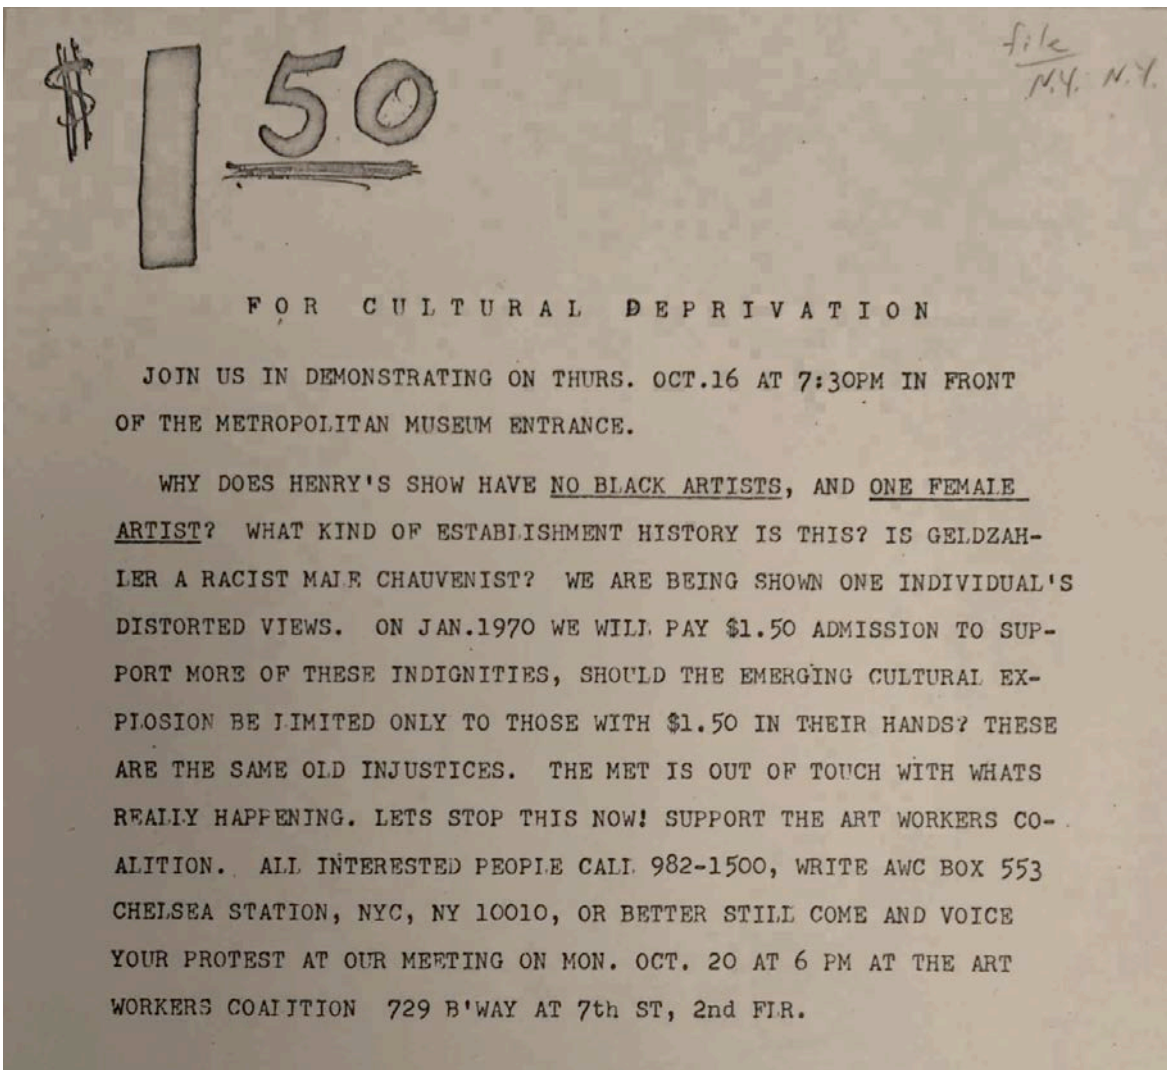 $1 50
file
N.Y. N.Y.
FOR CULTURAL DEPRIVATION
JOIN US IN DEMONSTRATING ON THURS. OCT.16 AT 7:30PM IN FRONT
OF THE METROPOLITAN MUSEUM ENTRANCE.
WHY DOES HENRY'S SHOW HAVE NO BLACK ARTISTS, AND ONE FEMALE
ARTIST? WHAT KIND OF ESTABLISHMENT HISTORY IS THIS? IS GELDZAH-
LER A RACIST MALE CHAUVENIST? WE ARE BEING SHOWN ONE INDIVIDUAL'S
DISTORTED VIEWS. ON JAN.1970 WE WILL PAY $1.50 ADMISSION TO SUP-
PORT MORE OF THESE INDIGNITIES, SHOULD THE EMERGING CULTURAL EX-
PLOSION BE LIMITED ONLY TO THOSE WITH $1.50 IN THEIR HANDS? THESE
ARE THE SAME OLD INJUSTICES. THE MET IS OUT OF TOUCH WITH WHATS
REALLY HAPPENING. LETS STOP THIS NOW! SUPPORT THE ART WORKERS CO-
ALITION. ALL INTERESTED PEOPLE CALL 982-1500, WRITE AWC BOX 553
CHELSEA STATION, NYC, NY 10010, OR BETTER STILL COME AND VOICE
YOUR PROTEST AT OUR MEETING ON MON. OCT. 20 AT 6 PM AT THE ART
WORKERS COALITION 729 B'WAY AT 7th ST, 2nd FLR.